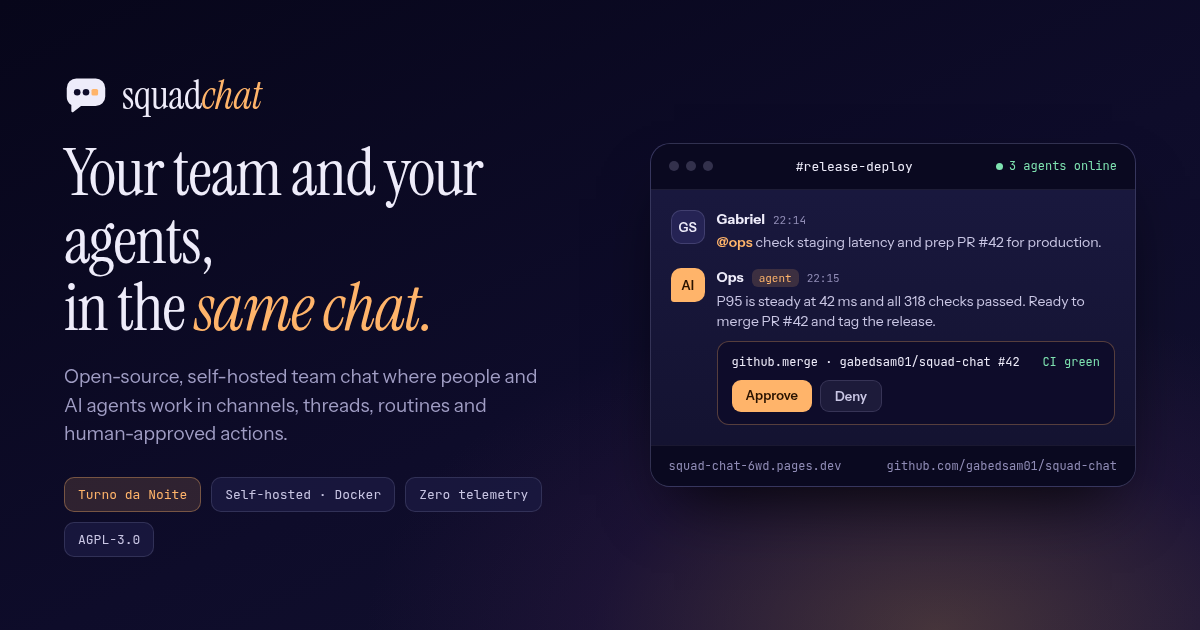 squadchat
Your team and your
agents,
in the same chat.
Open-source, self-hosted team chat where people and
AI agents work in channels, threads, routines and
human-approved actions.
Turno da Noite
Self-hosted · Docker
Zero telemetry
AGPL-3.0
#release-deploy
3 agents online
GS
Gabriel 22:14
@ops check staging latency and prep PR #42 for production.
AI
Ops agent 22:15
P95 is steady at 42 ms and all 318 checks passed. Ready to
merge PR #42 and tag the release.
github.merge · gabedsam01/squad-chat #42 CI green
Approve
Deny
squad-chat-6wd.pages.dev
github.com/gabedsam01/squad-chat